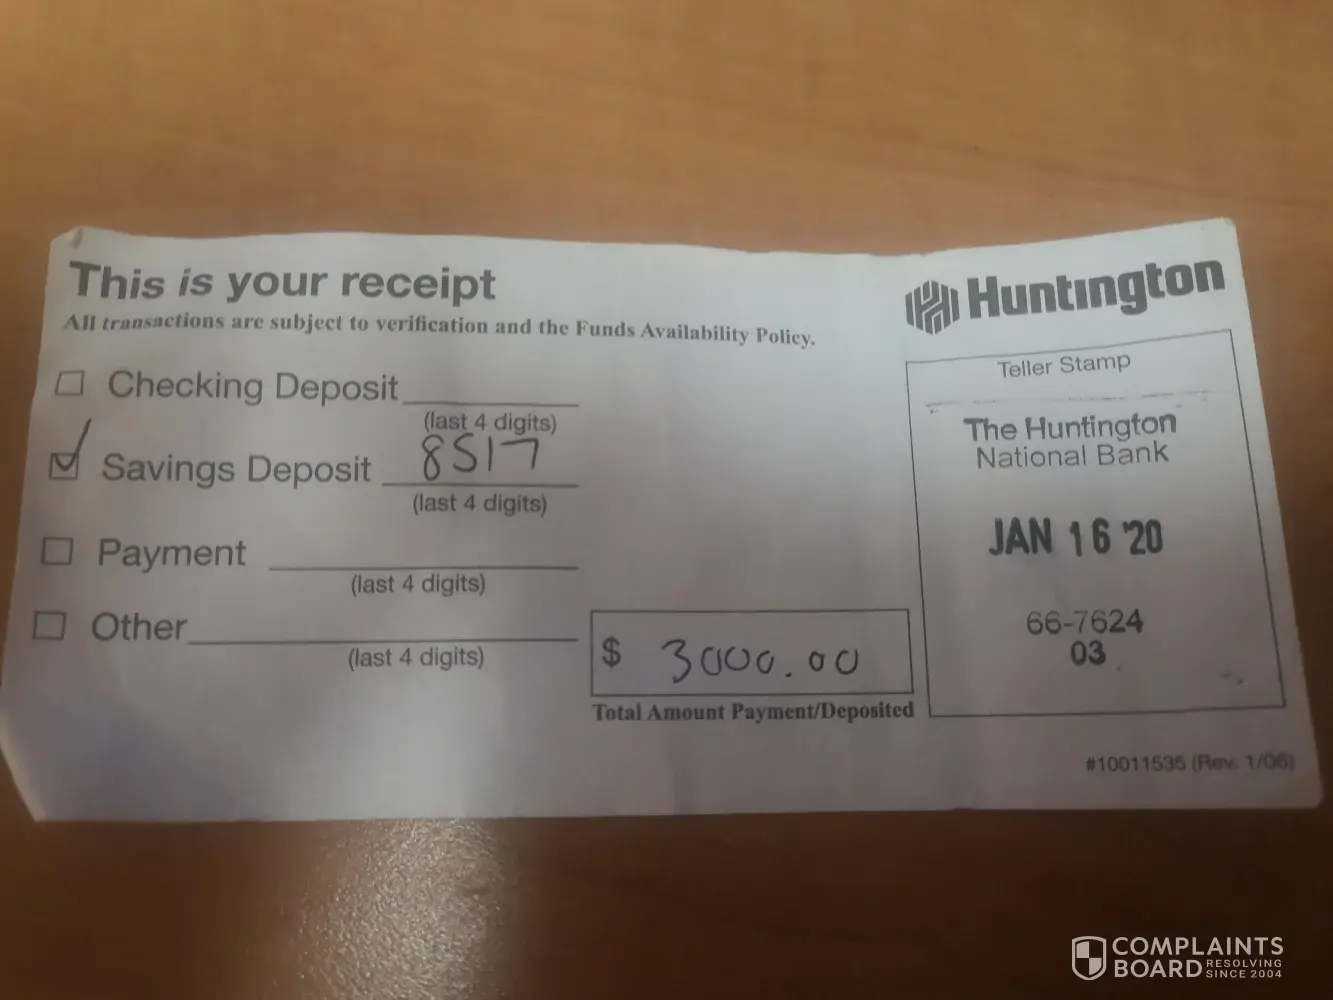 This is your receipt
All transactions are subject to verification and the Funds Availability Policy.
Checking Deposit
(last 4 digits)
Savings Deposit 8517
(last 4 digits)
Payment
(last 4 digits)
Other
(last 4 digits)
$ 3000.00
Total Amount Payment/Deposited
Huntington
Teller Stamp
The Huntington
National Bank
JAN 16 '20
66-7624
03
#10011535 (Rev. 1/06)
COMPLAINTS
BOARD RESOLVING
SINCE 2004